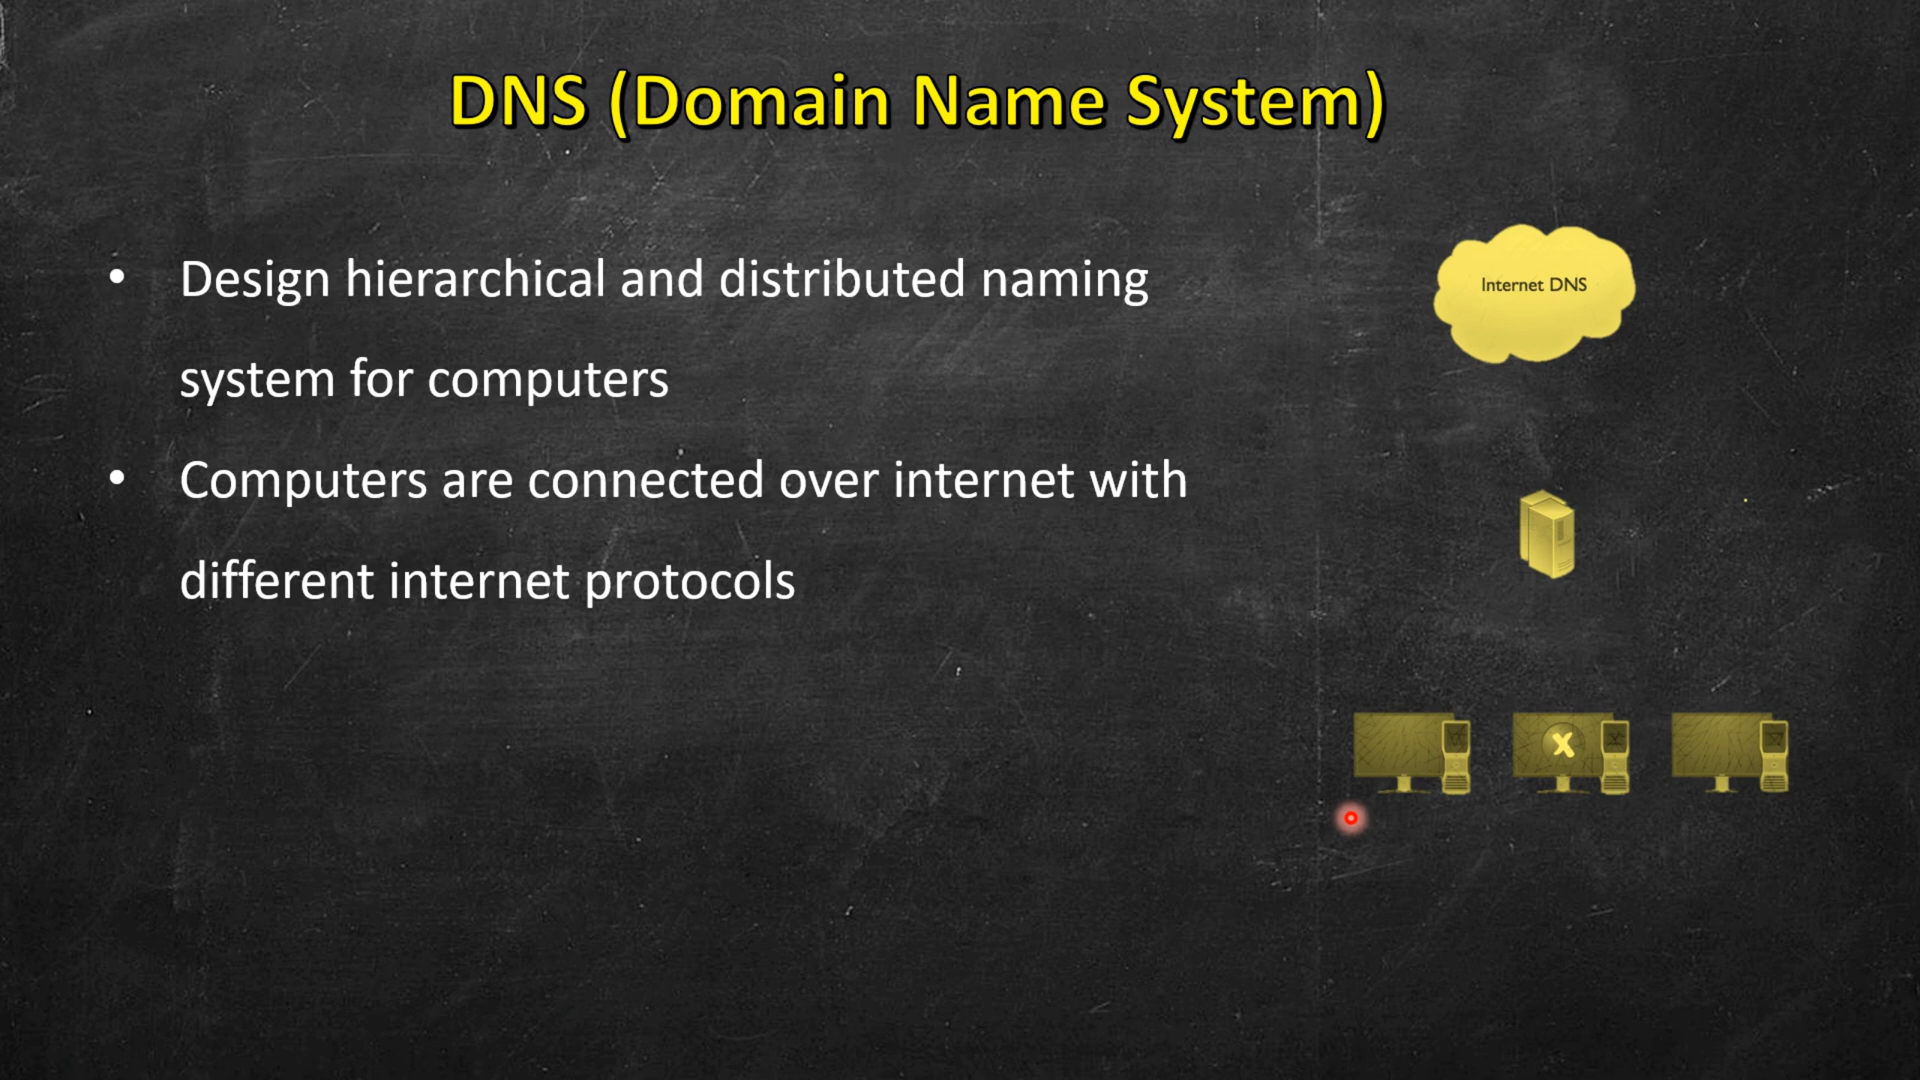 DNS (Domain Name System)
• Design hierarchical and distributed naming
system for computers
• Computers are connected over internet with
different internet protocols
Internet DNS
X